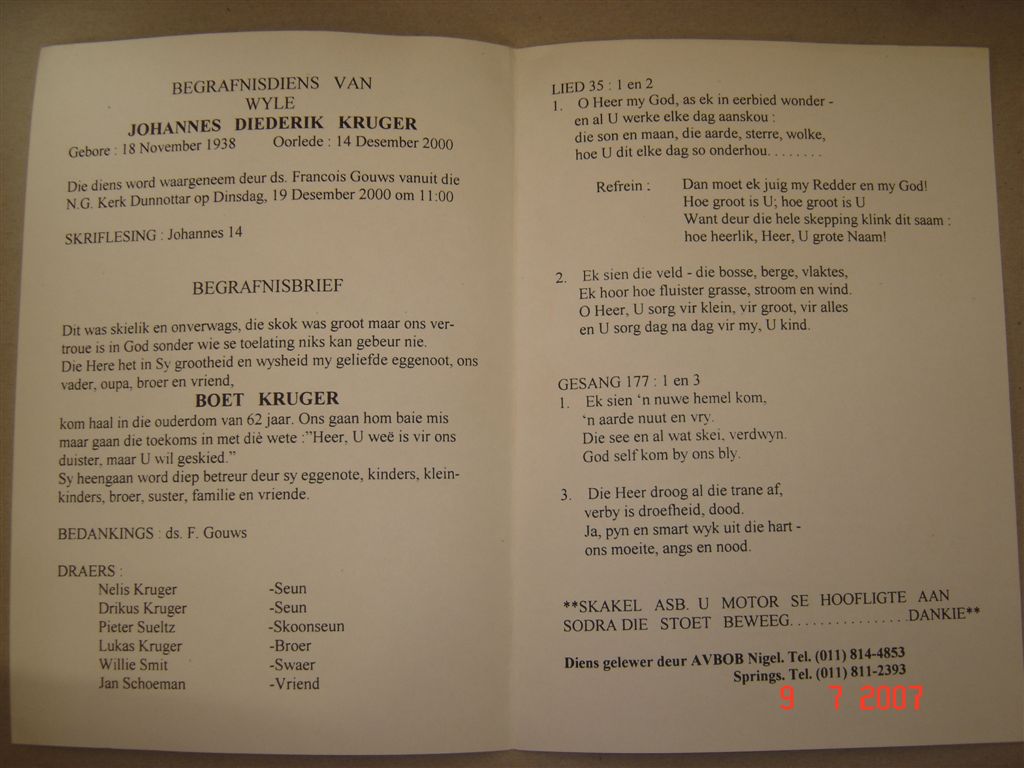 BEGRAFNISDIENS VAN
WYLE
JOHANNES DIEDERIK KRUGER
Gebore : 18 November 1938 Oorlede : 14 Desember 2000
Die diens word waargeneem deur ds. Francois Gouws vanuit die
N.G. Kerk Dunnottar op Dinsdag, 19 Desember 2000 om 11:00
SKRIFLESING : Johannes 14
BEGRAFNISBRIEF
Dit was skielik en onverwags, die skok was groot maar ons ver-
troue is in God sonder wie se toelating niks kan gebeur nie.
Die Here het in Sy grootheid en wysheid my geliefde eggenoot, ons
vader, oupa, broer en vriend,
BOET KRUGER
kom haal in die ouderdom van 62 jaar. Ons gaan hom baie mis
maar gaan die toekoms in met diè wete :"Heer, U weë is vir ons
duister, maar U wil geskied."
Sy heengaan word diep betreur deur sy eggenote, kinders, klein-
kinders, broer, suster, familie en vriende.
BEDANKINGS : ds. F. Gouws
DRAERS :
Nelis Kruger -Seun
Drikus Kruger -Seun
Pieter Sueltz -Skoonseun
Lukas Kruger -Broer
Willie Smit -Swaer
Jan Schoeman -Vriend
LIED 35 : 1 en 2
1. O Heer my God, as ek in eerbied wonder -
en al U werke elke dag aanskou :
die son en maan, die aarde, sterre, wolke,
hoe U dit elke dag so onderhou. . . . . . . .
Refrein : Dan moet ek juig my Redder en my God!
Hoe groot is U; hoe groot is U
Want deur die hele skepping klink dit saam :
hoe heerlik, Heer, U grote Naam!
2. Ek sien die veld - die bosse, berge, vlaktes,
Ek hoor hoe fluister grasse, stroom en wind.
O Heer, U sorg vir klein, vir groot, vir alles
en U sorg dag na dag vir my, U kind.
GESANG 177 : 1 en 3
1. Ek sien 'n nuwe hemel kom,
'n aarde nuut en vry.
Die see en al wat skei, verdwyn.
God self kom by ons bly.
3. Die Heer droog al die trane af,
verby is droefheid, dood.
Ja, pyn en smart wyk uit die hart -
ons moeite, angs en nood.
**SKAKEL ASB. U MOTOR SE HOOFLIGTE AAN
SODRA DIE STOET BEWEEG. . . . . . . . . . . . . . . .DANKIE**
Diens gelewer deur AVBOB Nigel. Tel. (011) 814-4853
Springs. Tel. (011) 811-2393
9 7 2007